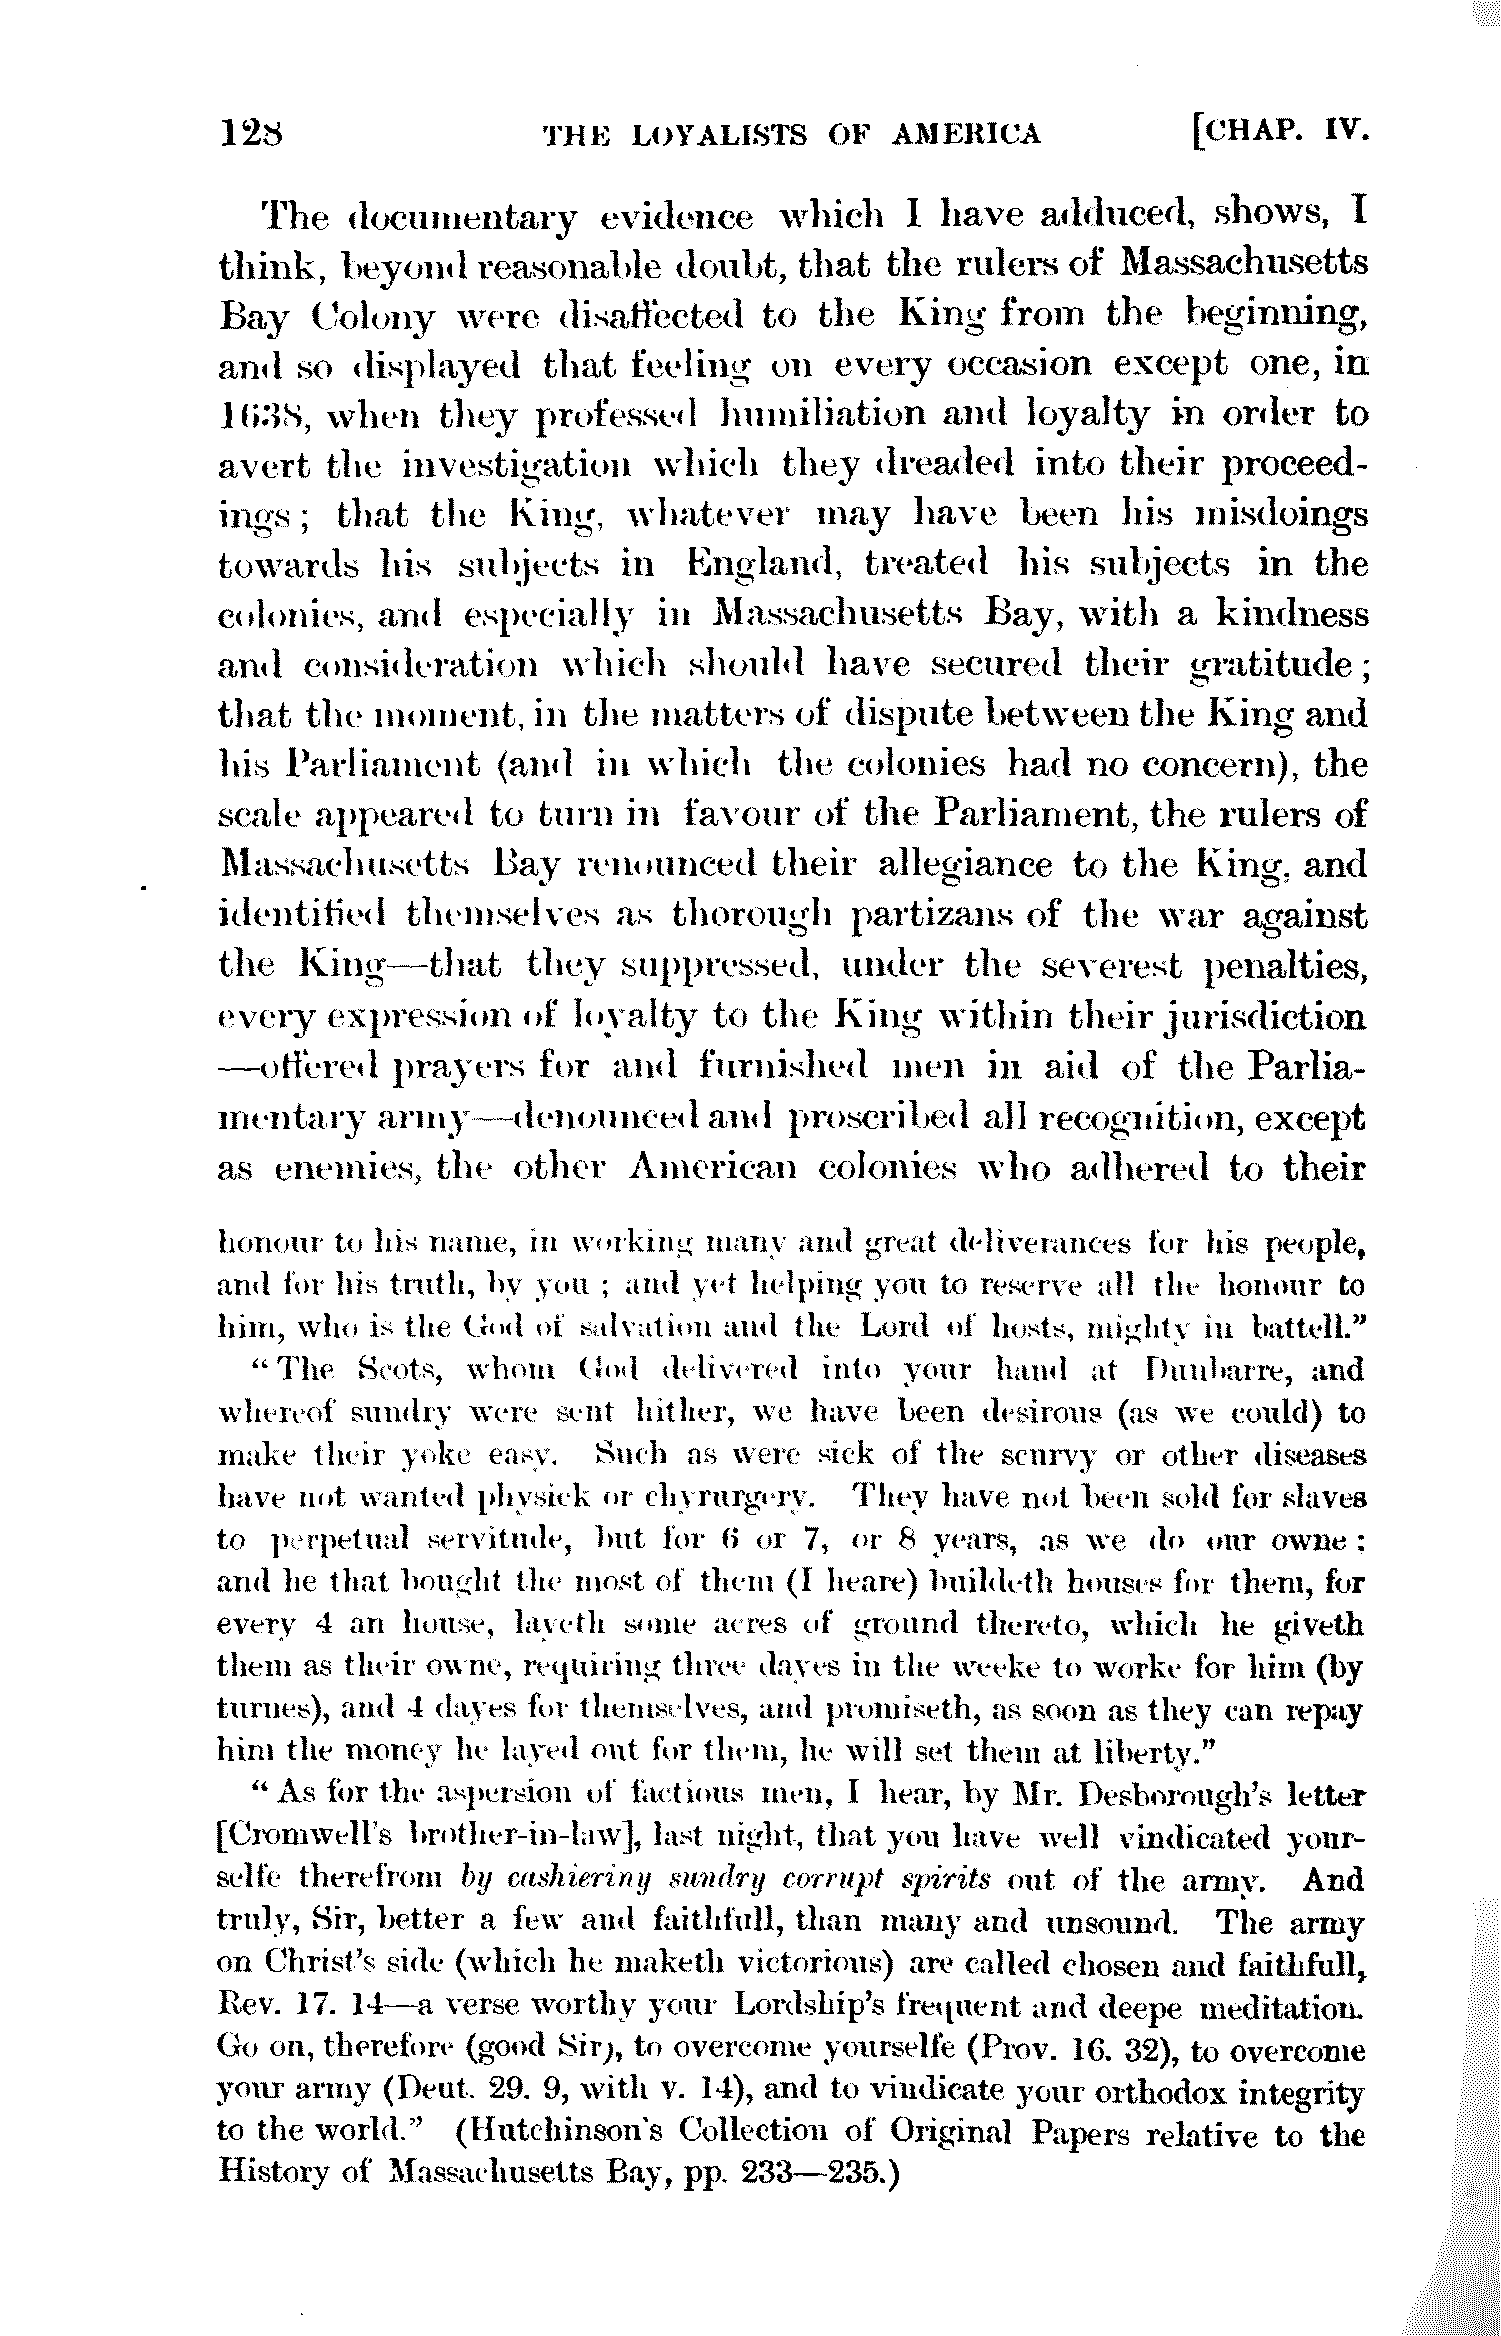 128 THE LOYALISTS OF AMERICA [CHAP. IV.
The documentary evidence which I have adduced, shows, I
think, beyond reasonable doubt, that the rulers of Massachusetts
Bay Colony were disaffected to the King from the beginning,
and so displayed that feeling on every occasion except one, in
1638, when they professed humiliation and loyalty in order to
avert the investigation which they dreaded into their proceed-
ings; that the King, whatever may have been his misdoings
towards his subjects in England, treated his subjects in the
colonies, and especially in Massachusetts Bay, with a kindness
and consideration which should have secured their gratitude;
that the moment, in the matters of dispute between the King and
his Parliament (and in which the colonies had no concern), the
scale appeared to turn in favour of the Parliament, the rulers of
Massachusetts Bay renounced their allegiance to the King, and
identified themselves as thorough partizans of the war against
the King—that they suppressed, under the severest penalties,
every expression of loyalty to the King within their jurisdiction
—offered prayers for and furnished men in aid of the Parlia-
mentary army—denounced and proscribed all recognition, except
as enemies, the other American colonies who adhered to their
honour to his name, in working many and great deliverances for his people,
and for his truth, by you ; and yet helping you to reserve all the honour to
him, who is the God of salvation and the Lord of hosts, mighty in battell."
"The Scots, whom God delivered into your hand at Dunbarre, and
whereof sundry were sent hither, we have been desirous (as we could) to
make their yoke easy. Such as were sick of the scurvy or other diseases
have not wanted physick or chyrurgery. They have not been sold for slaves
to perpetual servitude, but for 6 or 7, or 8 years, as we do our owne :
and he that bought the most of them (I heare) buildeth houses for them, for
every 4 an house, layeth some acres of ground thereto, which he giveth
them as their owne, requiring three dayes in the weeke to worke for him (by
turnes), and 4 dayes for themselves, and promiseth, as soon as they can repay
him the money he layed out for them, he will set them at liberty."
"As for the aspersion of factious men, I hear, by Mr. Desborough's letter
[Cromwell's brother-in-law], last night, that you have well vindicated your-
selfe therefrom by cashiering sundry corrupt spirits out of the army. And
truly, Sir, better a few and faithfull, than many and unsound. The army
on Christ's side (which he maketh victorious) are called chosen and faithfull,
Rev. 17. 14—a verse worthy your Lordship's frequent and deepe meditation.
Go on, therefore (good Sir), to overcome yourselfe (Prov. 16. 32), to overcome
your army (Deut. 29. 9, with v. 14), and to vindicate your orthodox integrity
to the world." (Hutchinson's Collection of Original Papers relative to the
History of Massachusetts Bay, pp. 233—235.)